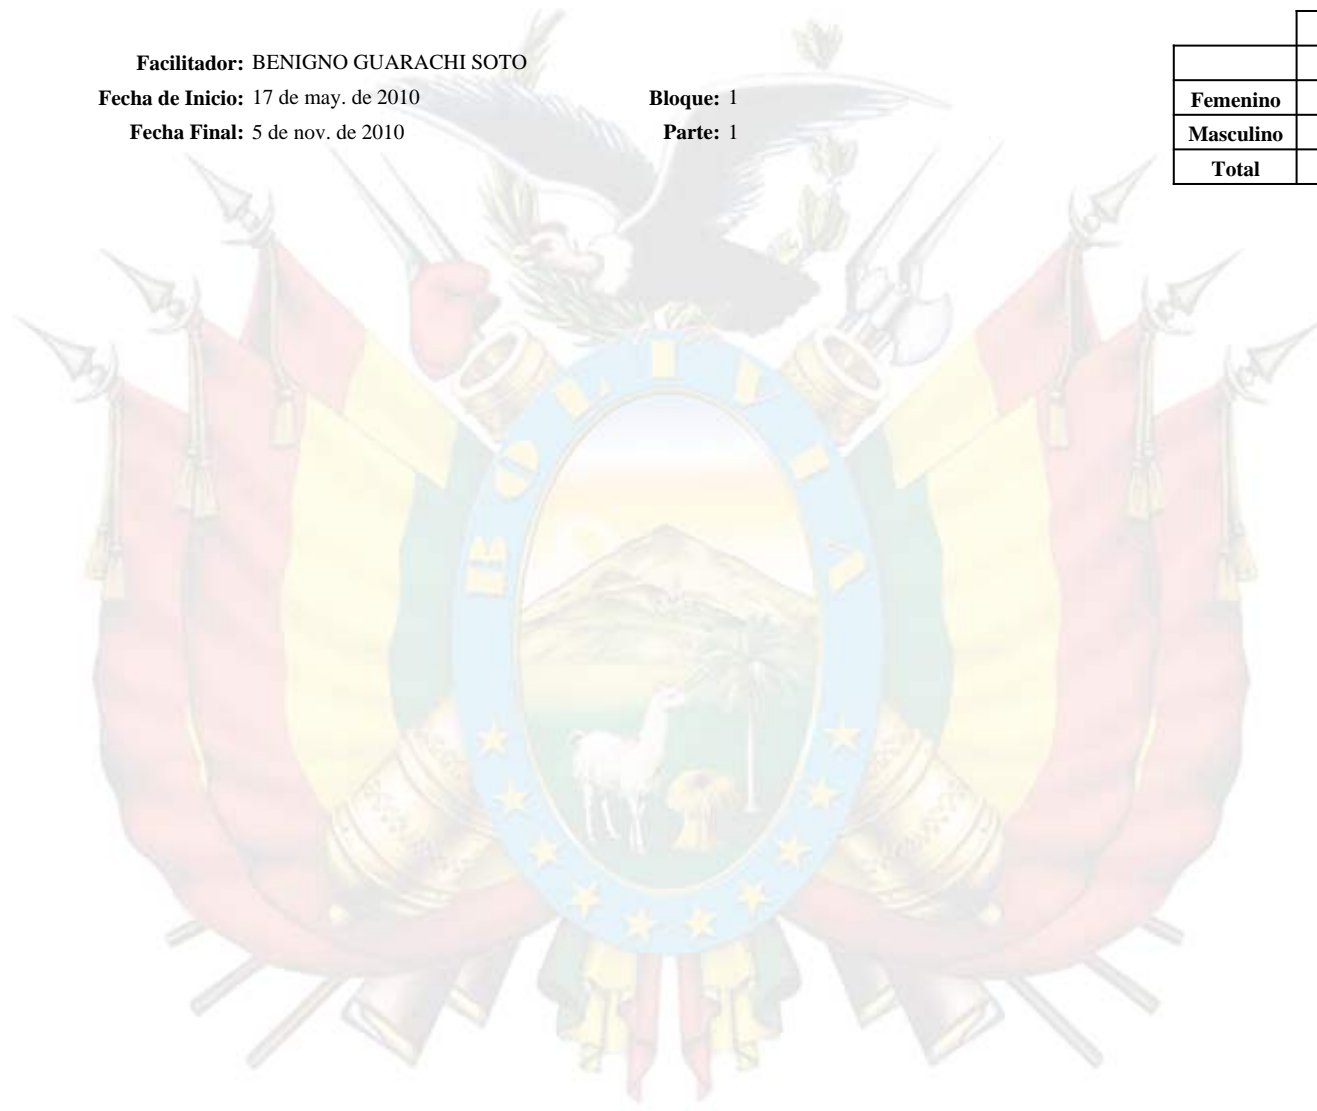 Facilitador: BENIGNO GUARACHI SOTO
Fecha de Inicio: 17 de may. de 2010 Bloque: 1
Fecha Final: 5 de nov. de 2010 Parte: 1
Femenino
Masculino
Total
BOLIVIA